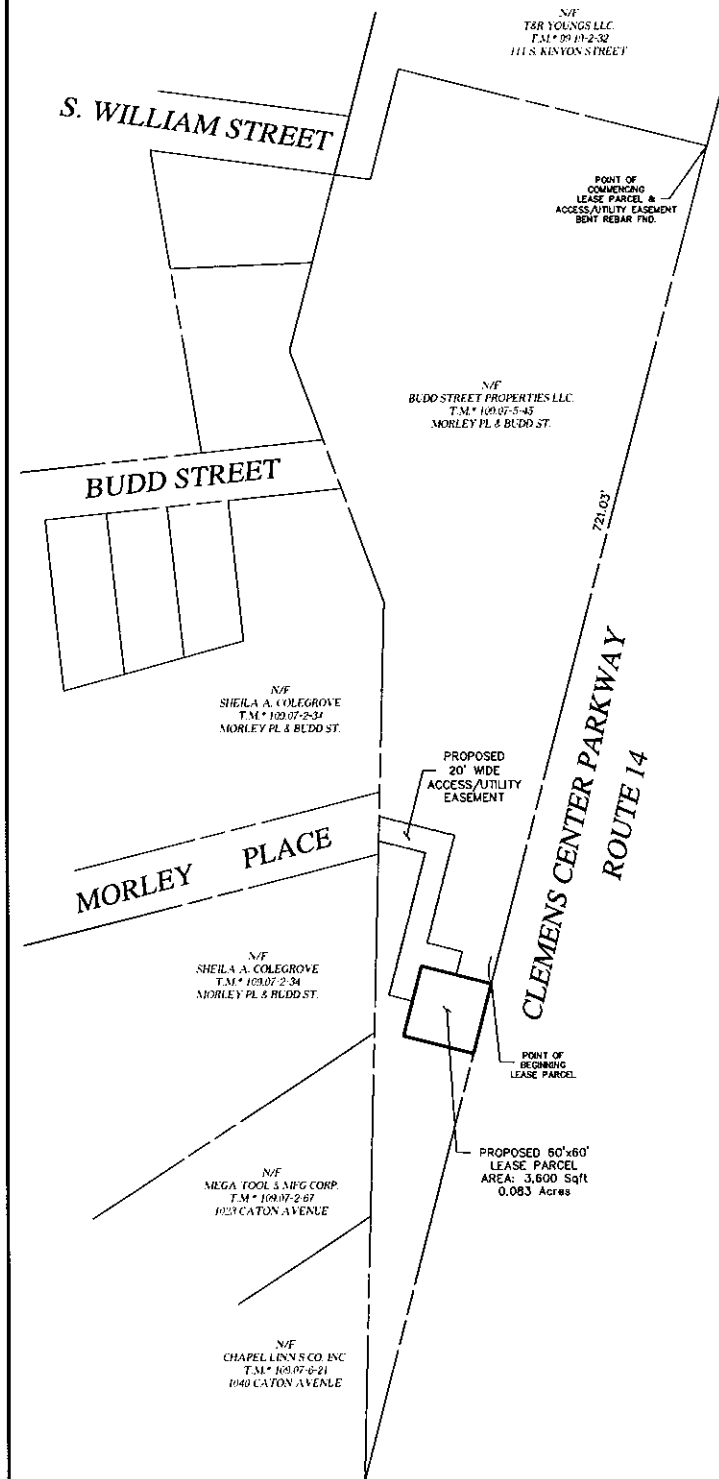 N/F
T&R YOUNGS LLC.
111 S. KINYON STREET
S. WILLIAM STREET
POINT OF
COMMENCING
LEASE PARCEL &
ACCESS/UTILITY EASEMENT
BENT REBAR FND.
N/F
BUDD STREET PROPERTIES LLC.
T.M.# 109.07-5-45
MORLEY PL & BUDD ST.
BUDD STREET
721.03'
N/F
SHEILA A. COLEGROVE
T.M.# 109.07-2-34
MORLEY PL & BUDD ST.
PROPOSED
20' WIDE
ACCESS/UTILITY
EASEMENT
CLEMENS CENTER PARKWAY
ROUTE 14
MORLEY PLACE
N/F
SHEILA A. COLEGROVE
T.M.# 109.07-2-34
MORLEY PL & BUDD ST.
POINT OF
BEGINNING
LEASE PARCEL
PROPOSED 60'x60'
LEASE PARCEL
AREA: 3,600 Sqft
0.083 Acres
N/F
MEGA TOOL & MFG CORP.
T.M.# 109.07-2-67
1023 CATON AVENUE
N/F
CHAPEL LINN S CO. INC
T.M.# 109.07-6-21
1040 CATON AVENUE